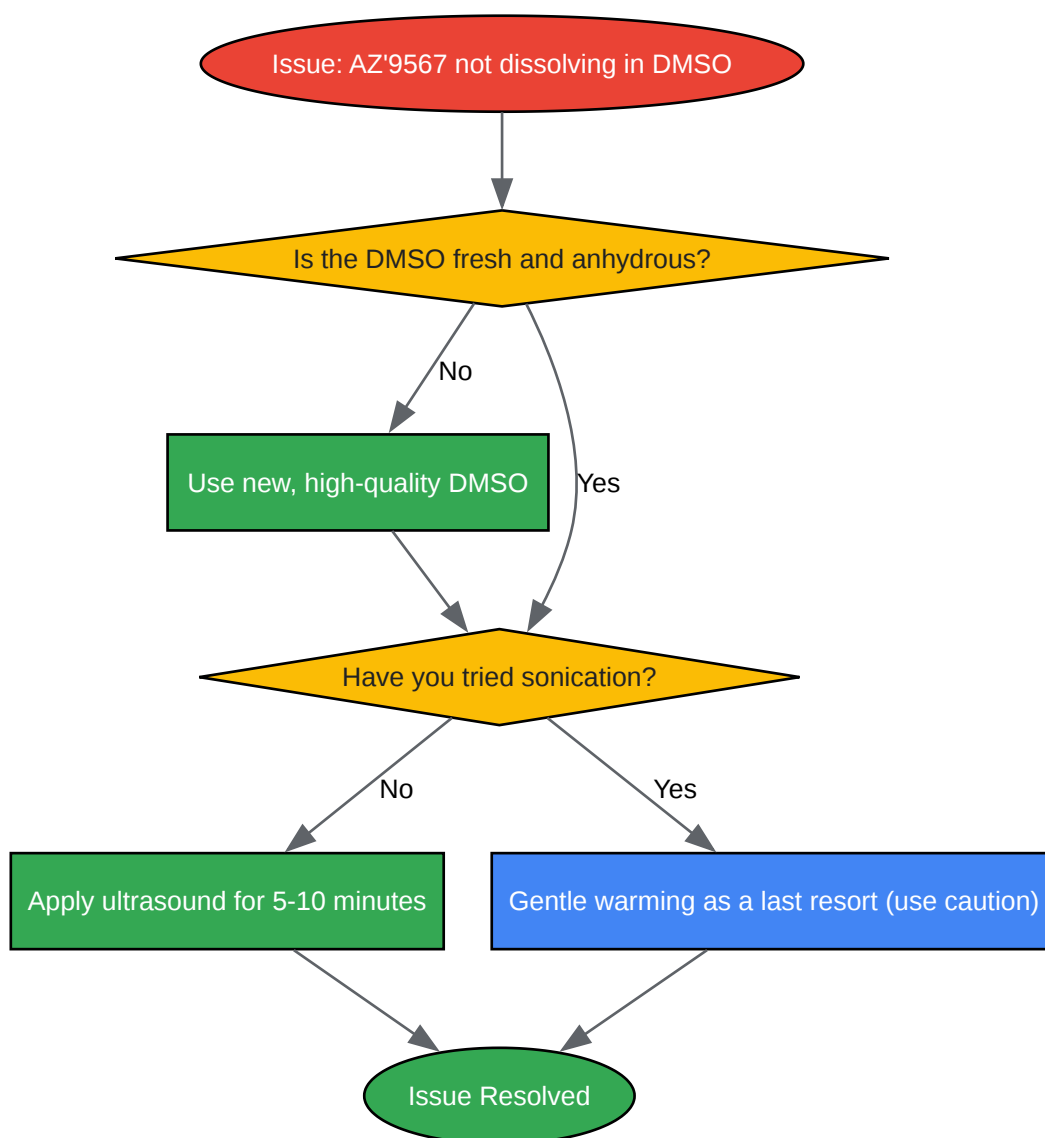 Issue: AZ'9567 not dissolving in DMSO
Is the DMSO fresh and anhydrous?
No
Use new, high-quality DMSO
Yes
Have you tried sonication?
No
Yes
Apply ultrasound for 5-10 minutes
Gentle warming as a last resort (use caution)
Issue Resolved